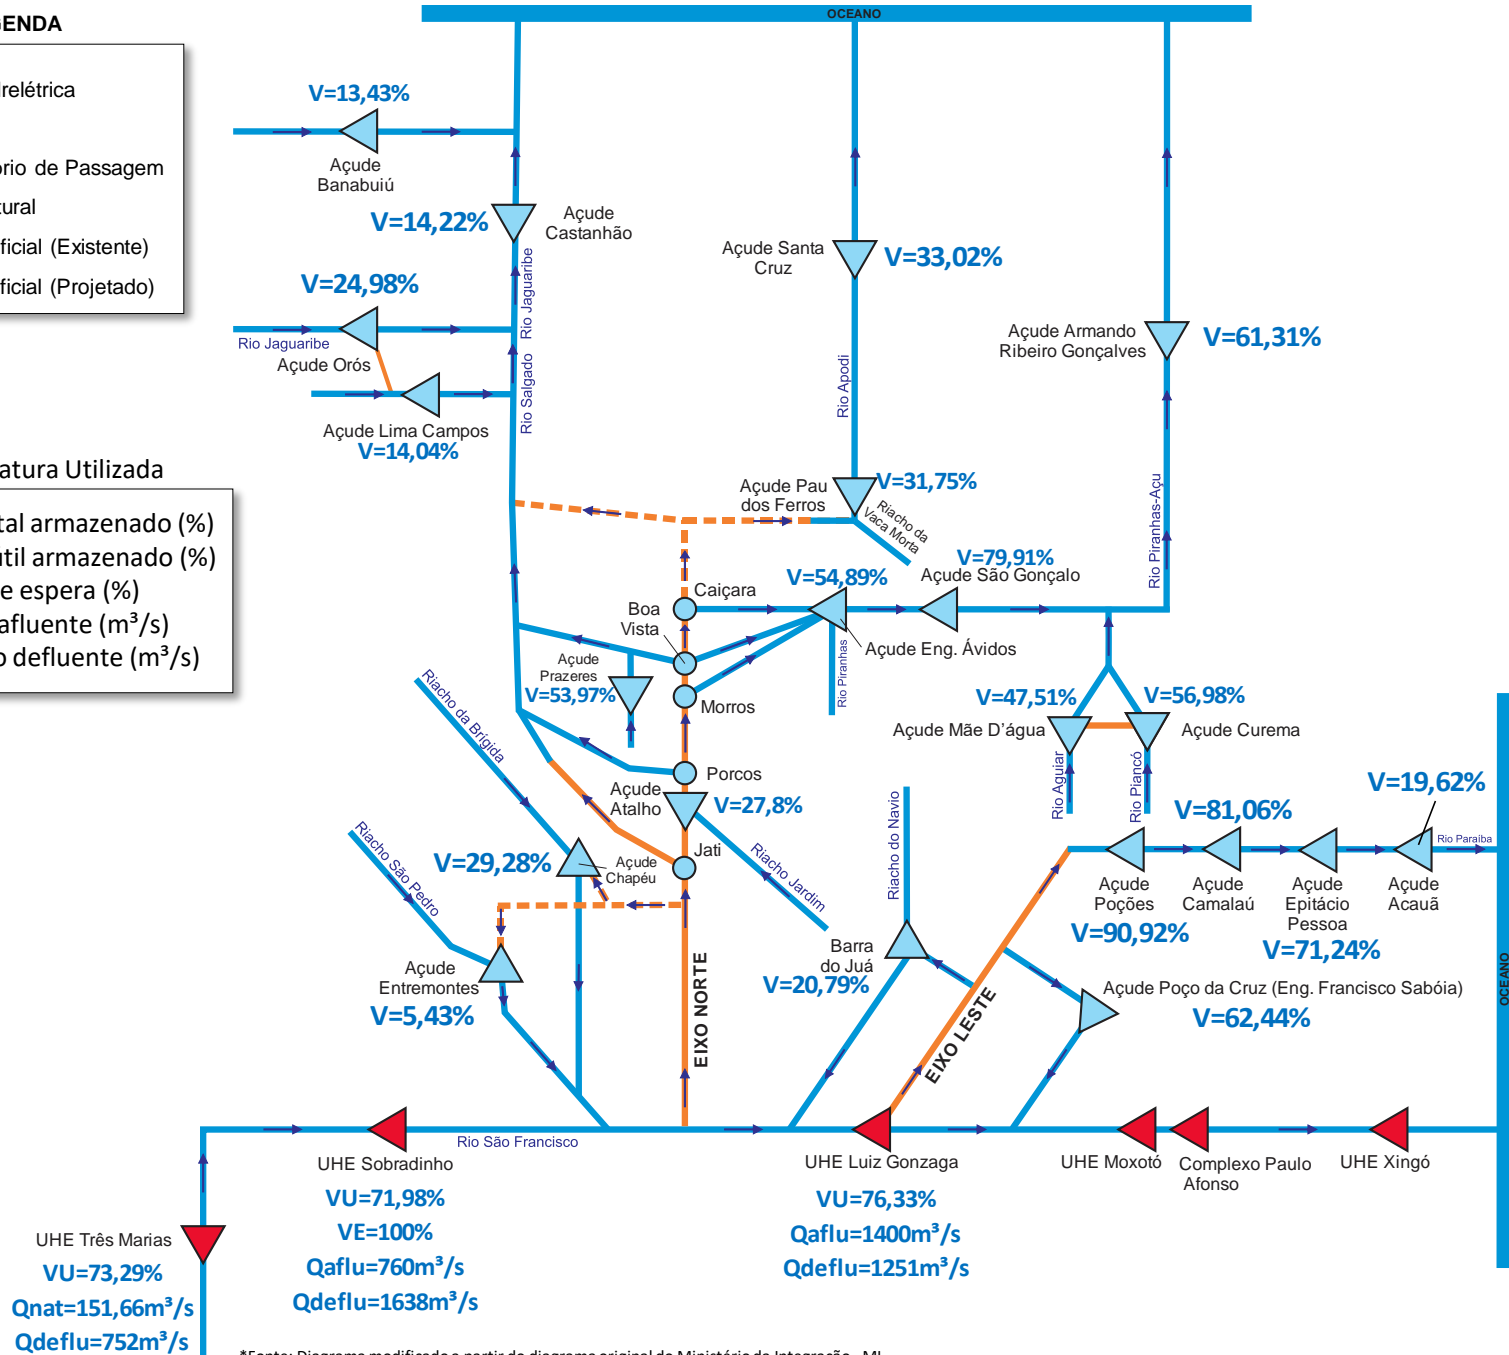 OCEANO
V=13,43%
Açude
Banabuiú
V=14,22%
Açude
Castanhão
Rio Jaguaribe
V=24,98%
Rio Jaguaribe
Açude Orós
Rio Salgado
Açude Lima Campos
V=14,04%
Açude Santa
Cruz
V=33,02%
Rio Apodi
Açude Armando
Ribeiro Gonçalves
V=61,31%
Rio Piranhas-Açu
ório de Passagem
ficial (Existente)
ficial (Projetado)
tal armazenado (%)
útil armazenado (%)
e espera (%)
afluente (m³/s)
o defluente (m³/s)
Utilizada
Açude Pau
dos Ferros
V=31,75%
Riacho da
Vaca Morta
V=79,91%
Açude São Gonçalo
V=54,89%
Caiçara
Boa
Vista
Açude Eng. Ávidos
Rio Piranhas
Açude
Prazeres
V=53,97%
Morros
Riacho da Brígida
Porcos
Açude
Atalho
V=27,8%
V=47,51%
Açude Mãe D'água
V=56,98%
Açude Curema
Rio Aguiar
Rio Piancó
V=19,62%
V=81,06%
Rio Paraíba
Riacho São Pedro
V=29,28%
Açude
Chapéu
Jati
Riacho Jardim
Riacho do Navio
Açude
Poções
V=90,92%
Açude
Camalaú
Açude
Epitácio
Pessoa
V=71,24%
Açude
Acauã
Açude
Entremontes
V=5,43%
EIXO NORTE
Barra
do Juá
V=20,79%
EIXO LESTE
Açude Poço da Cruz (Eng. Francisco Sabóia)
V=62,44%
OCEANO
Rio São Francisco
UHE Sobradinho
VU=71,98%
VE=100%
Qaflu=760m³/s
Qdeflu=1638m³/s
UHE Luiz Gonzaga
VU=76,33%
Qaflu=1400m³/s
Qdeflu=1251m³/s
UHE Moxotó
Complexo Paulo
Afonso
UHE Xingó
UHE Três Marias
VU=73,29%
Qnat=151,66m³/s
Qdeflu=752m³/s